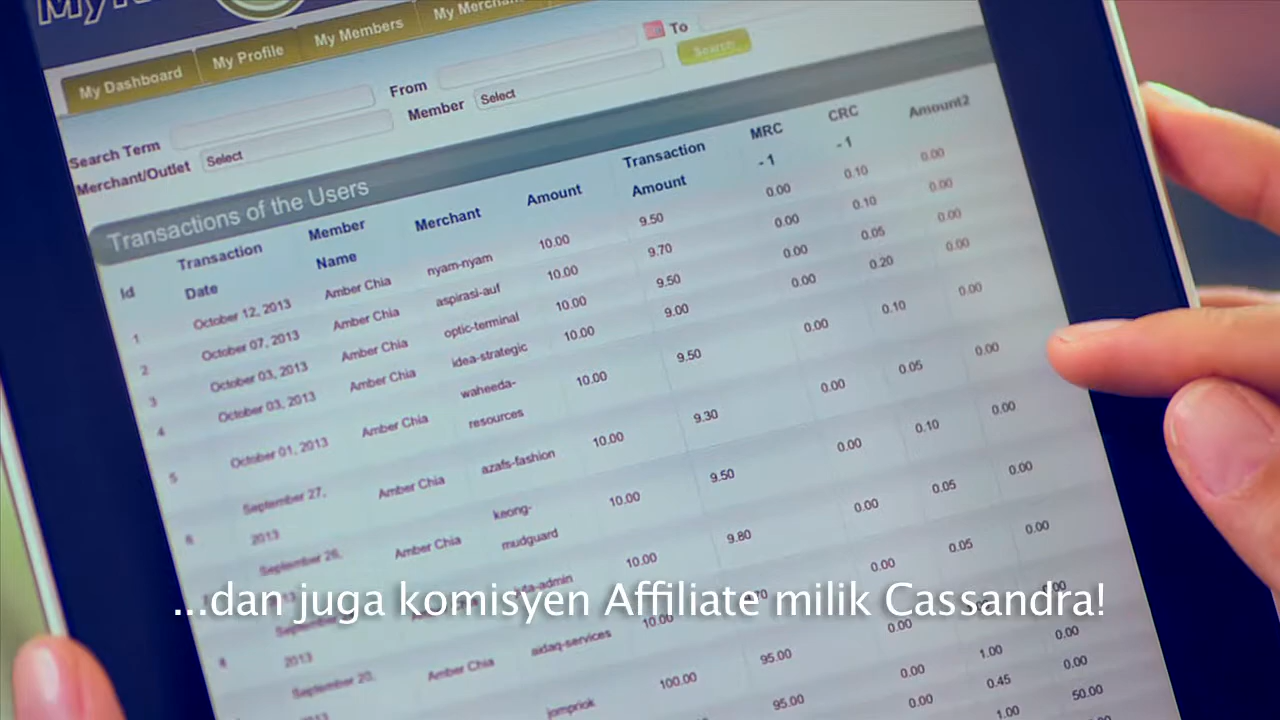 My Dashboard My Profile My Members My Merchan
Search Term From To
Merchant/Outlet Select Member Select Search
Transactions of the Users
Id Transaction Date Member Name Merchant Amount Transaction Amount MRC - 1 CRC - 1 Amount2
1 October 12, 2013 Amber Chia nyam-nyam 10.00 9.50 0.00 0.10 0.00
2 October 07, 2013 Amber Chia aspirasi-auf 10.00 9.70 0.00 0.10 0.00
3 October 03, 2013 Amber Chia optic-terminal 10.00 9.50 0.00 0.05 0.00
4 October 03, 2013 Amber Chia idea-strategic 10.00 9.00 0.00 0.20 0.00
5 October 01, 2013 Amber Chia waheeda-resources 10.00 9.50 0.00 0.10 0.00
6 September 27, 2013 Amber Chia azafs-fashion 10.00 9.30 0.00 0.05 0.00
September 26, Amber Chia keong-mudguard 10.00 9.50 0.00 0.10 0.00
8 2013 10.00 9.80 0.00 0.05 0.00
September 20, Amber Chia aidaq-services 10.00 0.00 0.05
jompriok 100.00 95.00 0.00 1.00 0.00
95.00 0.00 0.45 0.00
0.00 1.00 50.00
...dan juga komisyen Affiliate milik Cassandra!